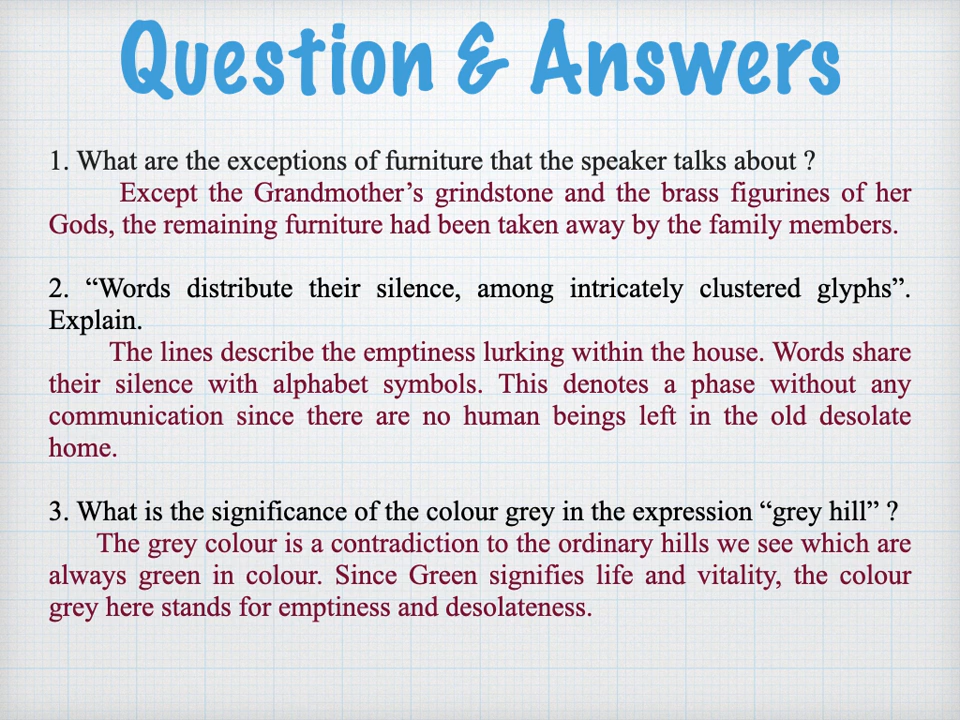 Question & Answers
1. What are the exceptions of furniture that the speaker talks about ?
Except the Grandmother’s grindstone and the brass figurines of her
Gods, the remaining furniture had been taken away by the family members.
2. “Words distribute their silence, among intricately clustered glyphs”.
Explain.
The lines describe the emptiness lurking within the house. Words share
their silence with alphabet symbols. This denotes a phase without any
communication since there are no human beings left in the old desolate
home.
3. What is the significance of the colour grey in the expression “grey hill” ?
The grey colour is a contradiction to the ordinary hills we see which are
always green in colour. Since Green signifies life and vitality, the colour
grey here stands for emptiness and desolateness.